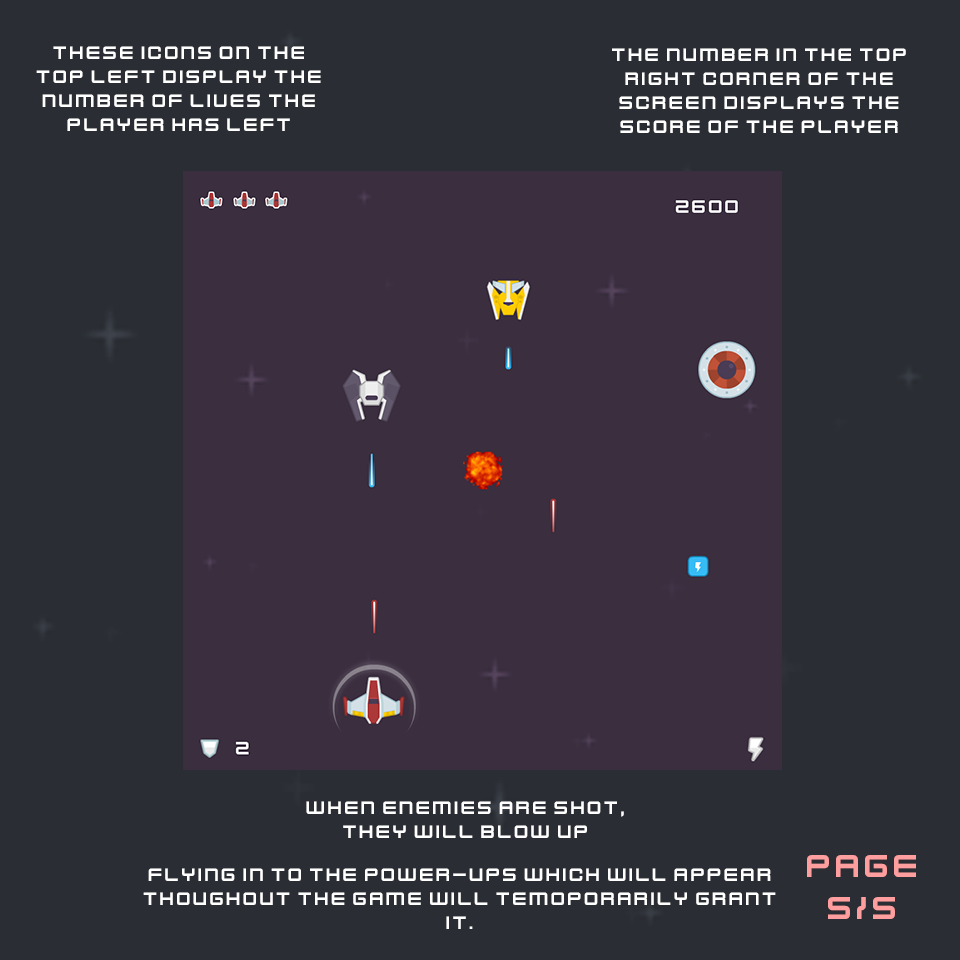 THESE ICONS ON THE
TOP LEFT DISPLAY THE
NUMBER OF LIVES THE
PLAYER HAS LEFT
THE NUMBER IN THE TOP
RIGHT CORNER OF THE
SCREEN DISPLAYS THE
SCORE OF THE PLAYER
2600
2
WHEN ENEMIES ARE SHOT,
THEY WILL BLOW UP
FLYING IN TO THE POWER-UPS WHICH WILL APPEAR
THOUGHOUT THE GAME WILL TEMOPORARILY GRANT
IT.
PAGE
5/5